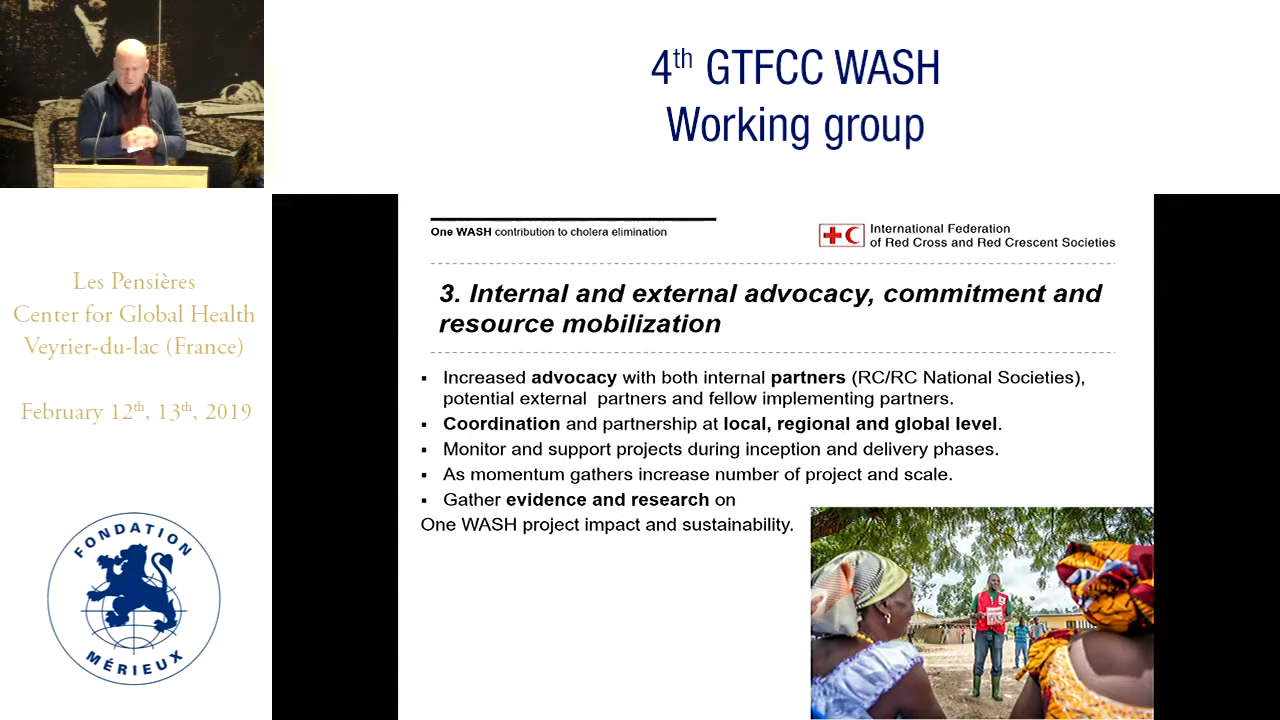 4th GTFCC WASH
Working group
Les Pensières
Center for Global Health
Veyrier-du-lac (France)
February 12th, 13th, 2019
FONDATION
MÉRIEUX
One WASH contribution to cholera elimination
International Federation
of Red Cross and Red Crescent Societies
3. Internal and external advocacy, commitment and
resource mobilization
▪ Increased advocacy with both internal partners (RC/RC National Societies),
potential external partners and fellow implementing partners.
▪ Coordination and partnership at local, regional and global level.
▪ Monitor and support projects during inception and delivery phases.
▪ As momentum gathers increase number of project and scale.
▪ Gather evidence and research on
One WASH project impact and sustainability.